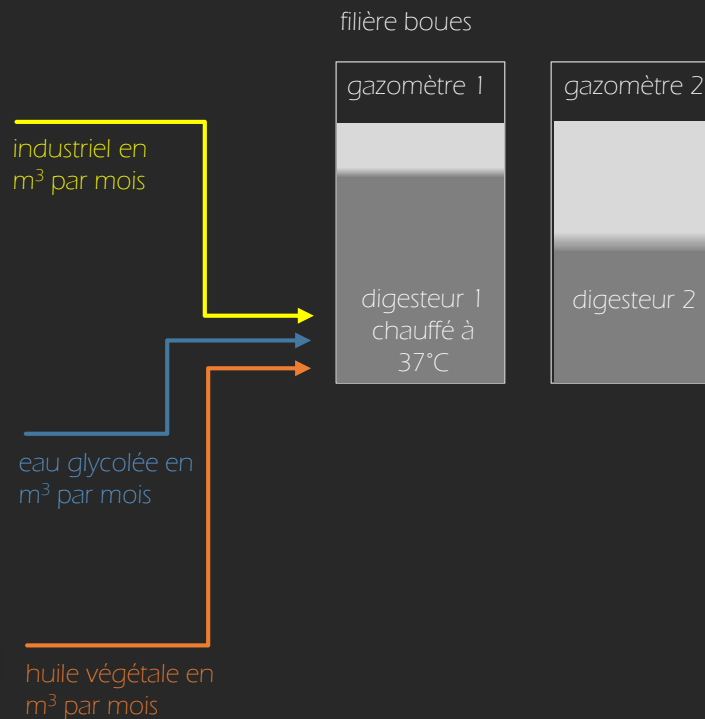 filière boues
gazomètre 1
gazomètre 2
industriel en
m³ par mois
digesteur 1
chauffé à
37°C
digesteur 2
eau glycolée en
m³ par mois
huile végétale en
m³ par mois